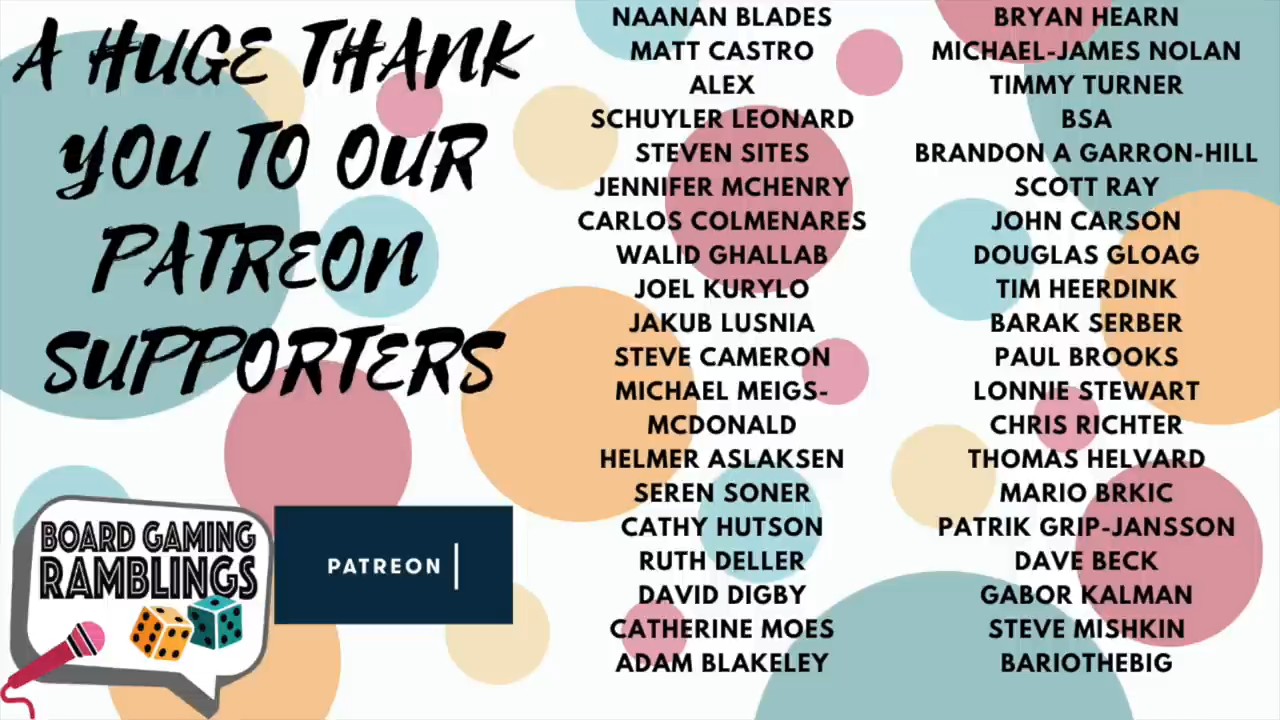 A HUGE THANK
YOU TO OUR
PATREON
SUPPORTERS
BOARD GAMING
RAMBLINGS
PATREON
NAANAN BLADES
MATT CASTRO
ALEX
SCHUYLER LEONARD
STEVEN SITES
JENNIFER MCHENRY
CARLOS COLMENARES
WALID GHALLAB
JOEL KURYLO
JAKUB LUSNIA
STEVE CAMERON
MICHAEL MEIGS-
MCDONALD
HELMER ASLAKSEN
SEREN SONER
CATHY HUTSON
RUTH DELLER
DAVID DIGBY
CATHERINE MOES
ADAM BLAKELEY
BRYAN HEARN
MICHAEL-JAMES NOLAN
TIMMY TURNER
BSA
BRANDON A GARRON-HILL
SCOTT RAY
JOHN CARSON
DOUGLAS GLOAG
TIM HEERDINK
BARAK SERBER
PAUL BROOKS
LONNIE STEWART
CHRIS RICHTER
THOMAS HELVARD
MARIO BRKIC
PATRIK GRIP-JANSSON
DAVE BECK
GABOR KALMAN
STEVE MISHKIN
BARIOTHEBIG